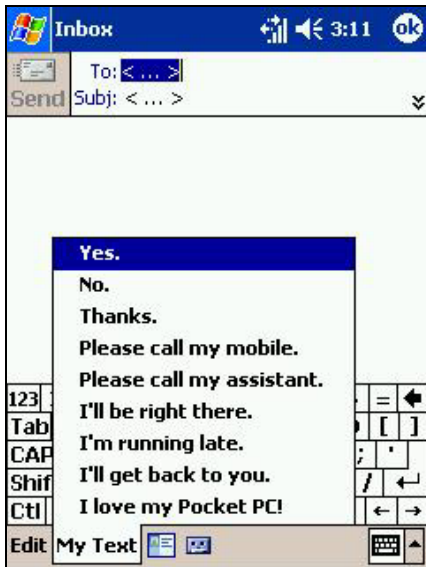 Inbox 3:11 ok
To: < ... >
Send Subj: < ... >
Yes.
No.
Thanks.
Please call my mobile.
Please call my assistant.
I'll be right there.
I'm running late.
I'll get back to you.
I love my Pocket PC!
123 =
Tab [ ]
CAP ; '
Shif /
Ctl
Edit My Text